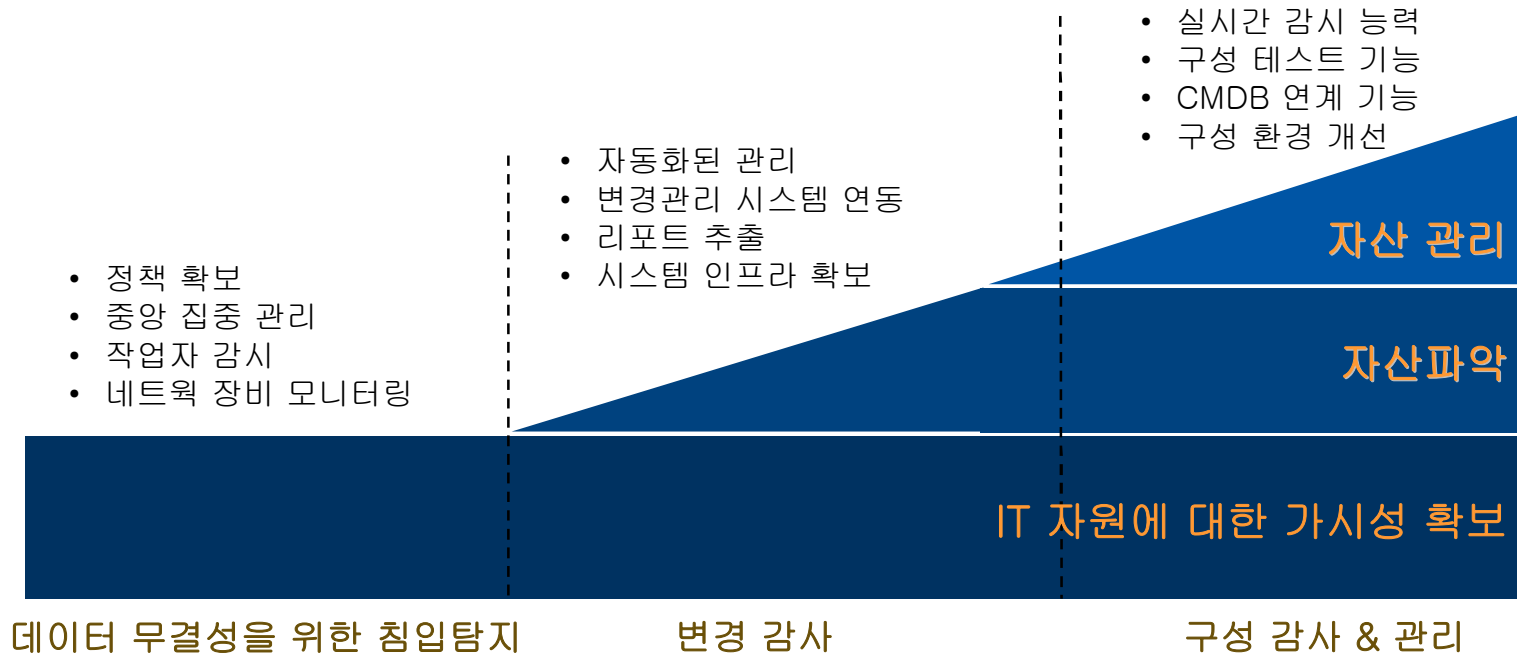 • 실시간 감시 능력
• 구성 테스트 기능
• CMDB 연계 기능
• 구성 환경 개선
• 자동화된 관리
• 변경관리 시스템 연동
• 리포트 추출
• 시스템 인프라 확보
• 정책 확보
• 중앙 집중 관리
• 작업자 감시
• 네트웍 장비 모니터링
자산 관리
자산파악
IT 자원에 대한 가시성 확보
데이터 무결성을 위한 침입탐지
변경 감사
구성 감사 & 관리